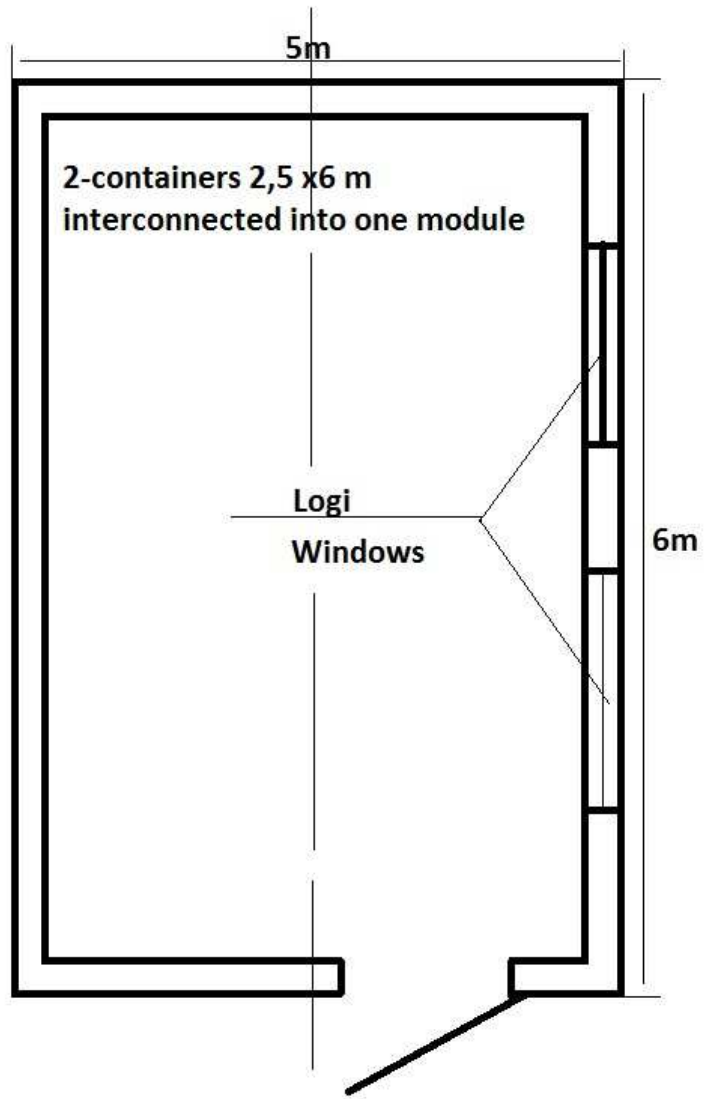 5m
2-containers 2,5 x6 m
interconnected into one module
Logi
Windows
6m